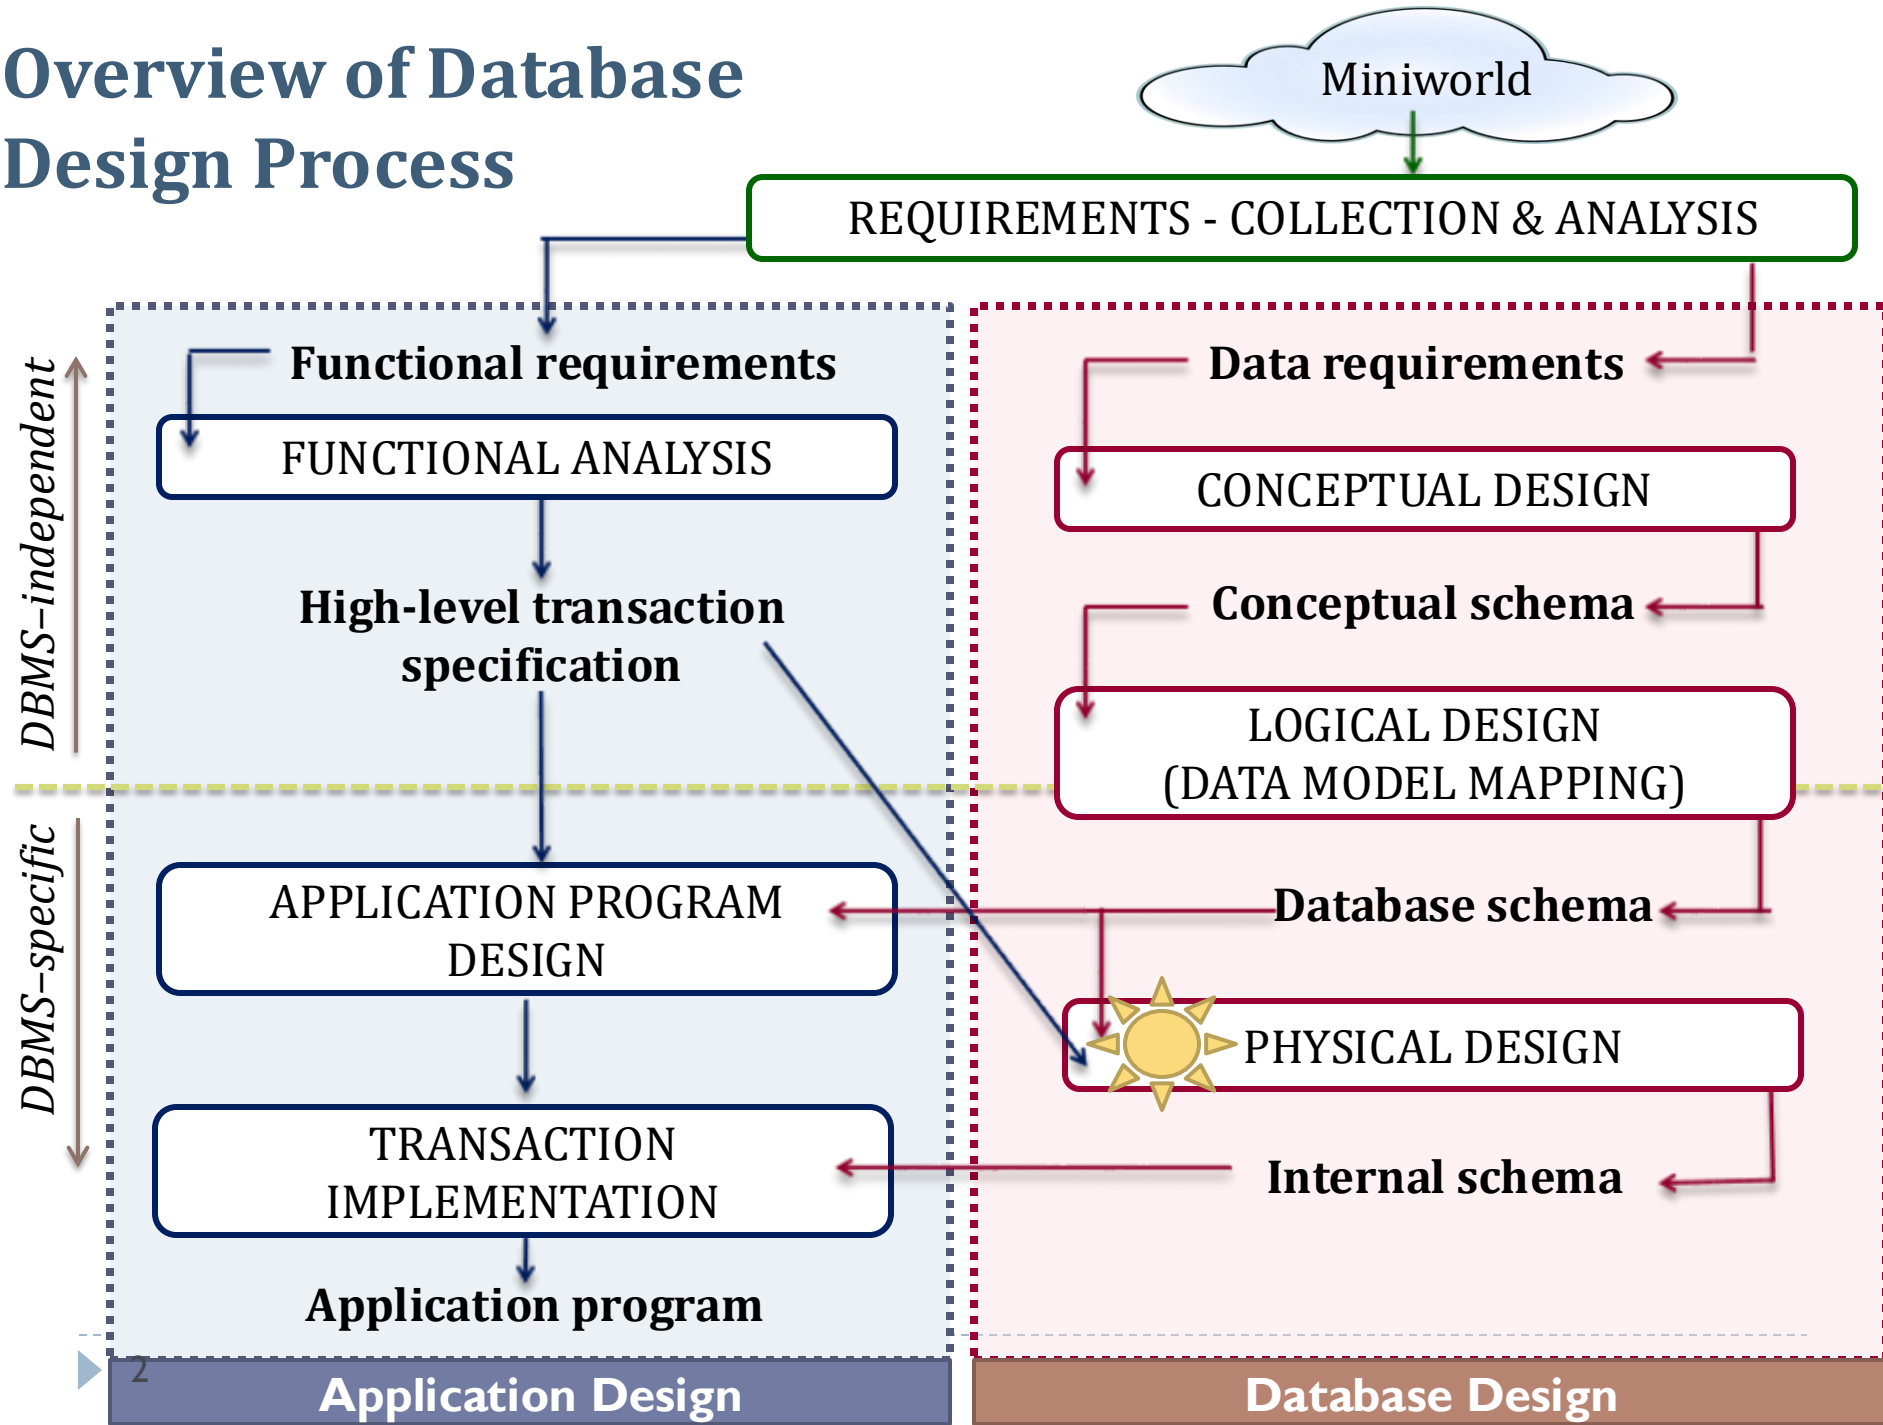 Overview of Database
Design Process
Miniworld
REQUIREMENTS - COLLECTION & ANALYSIS
DBMS–independent
Functional requirements
FUNCTIONAL ANALYSIS
High-level transaction
specification
Data requirements
CONCEPTUAL DESIGN
Conceptual schema
LOGICAL DESIGN
(DATA MODEL MAPPING)
DBMS–specific
APPLICATION PROGRAM
DESIGN
TRANSACTION
IMPLEMENTATION
Application program
Database schema
PHYSICAL DESIGN
Internal schema
2
Application Design
Database Design